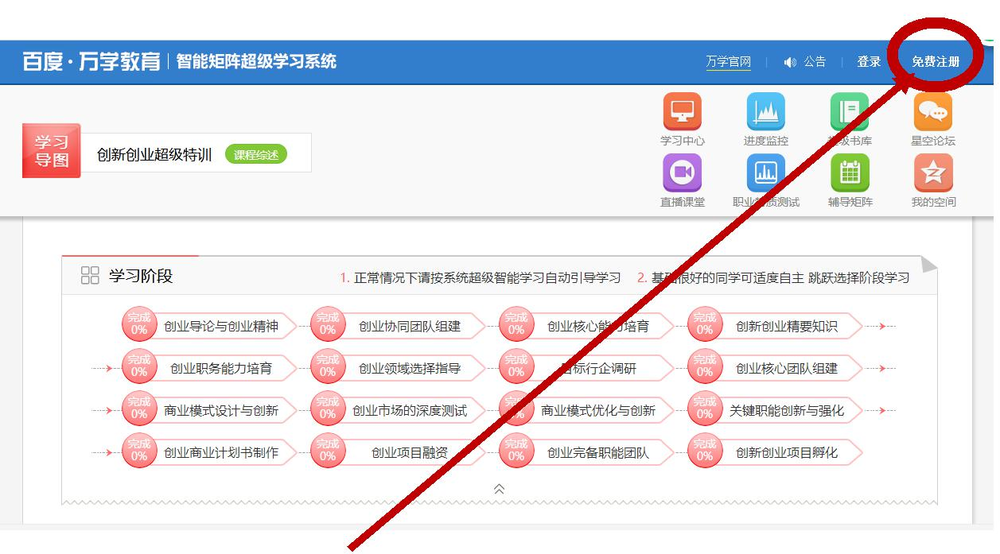 百度·万学教育 智能矩阵超级学习系统 万学官网 公告 登录 免费注册
学习导图
创新创业超级特训 课程综述
学习中心 进度监控 级书库 星空论坛
直播课堂 职业 质测试 辅导矩阵 我的空间
学习阶段 1. 正常情况下请按系统超级智能学习自动引导学习 2. 基础很好的同学可适度自主 跳跃选择阶段学习
完成 0% 创业导论与创业精神 完成 0% 创业协同团队组建 完成 0% 创业核心能力培育 完成 0% 创新创业精要知识
完成 0% 创业职务能力培育 完成 0% 创业领域选择指导 完成 0% 目标行企调研 完成 0% 创业核心团队组建
完成 0% 商业模式设计与创新 完成 0% 创业市场的深度测试 完成 0% 商业模式优化与创新 完成 0% 关键职能创新与强化
完成 0% 创业商业计划书制作 完成 0% 创业项目融资 完成 0% 创业完备职能团队 完成 0% 创新创业项目孵化